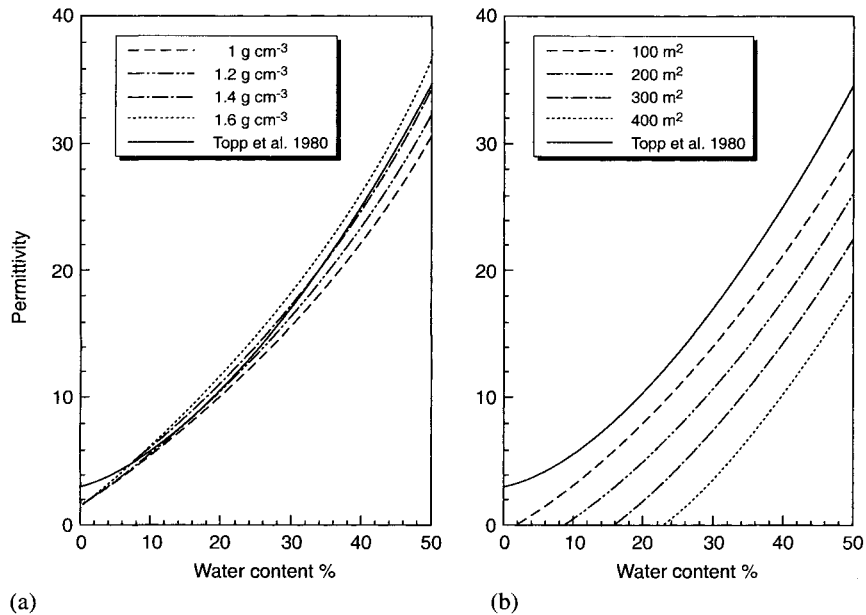 40
30
20
10
0
Permittivity
1 g cm-3
1.2 g cm-3
1.4 g cm-3
1.6 g cm-3
Topp et al. 1980
0 10 20 30 40 50
Water content %
(a)
40
30
20
10
0
100 m2
200 m2
300 m2
400 m2
Topp et al. 1980
0 10 20 30 40 50
Water content %
(b)